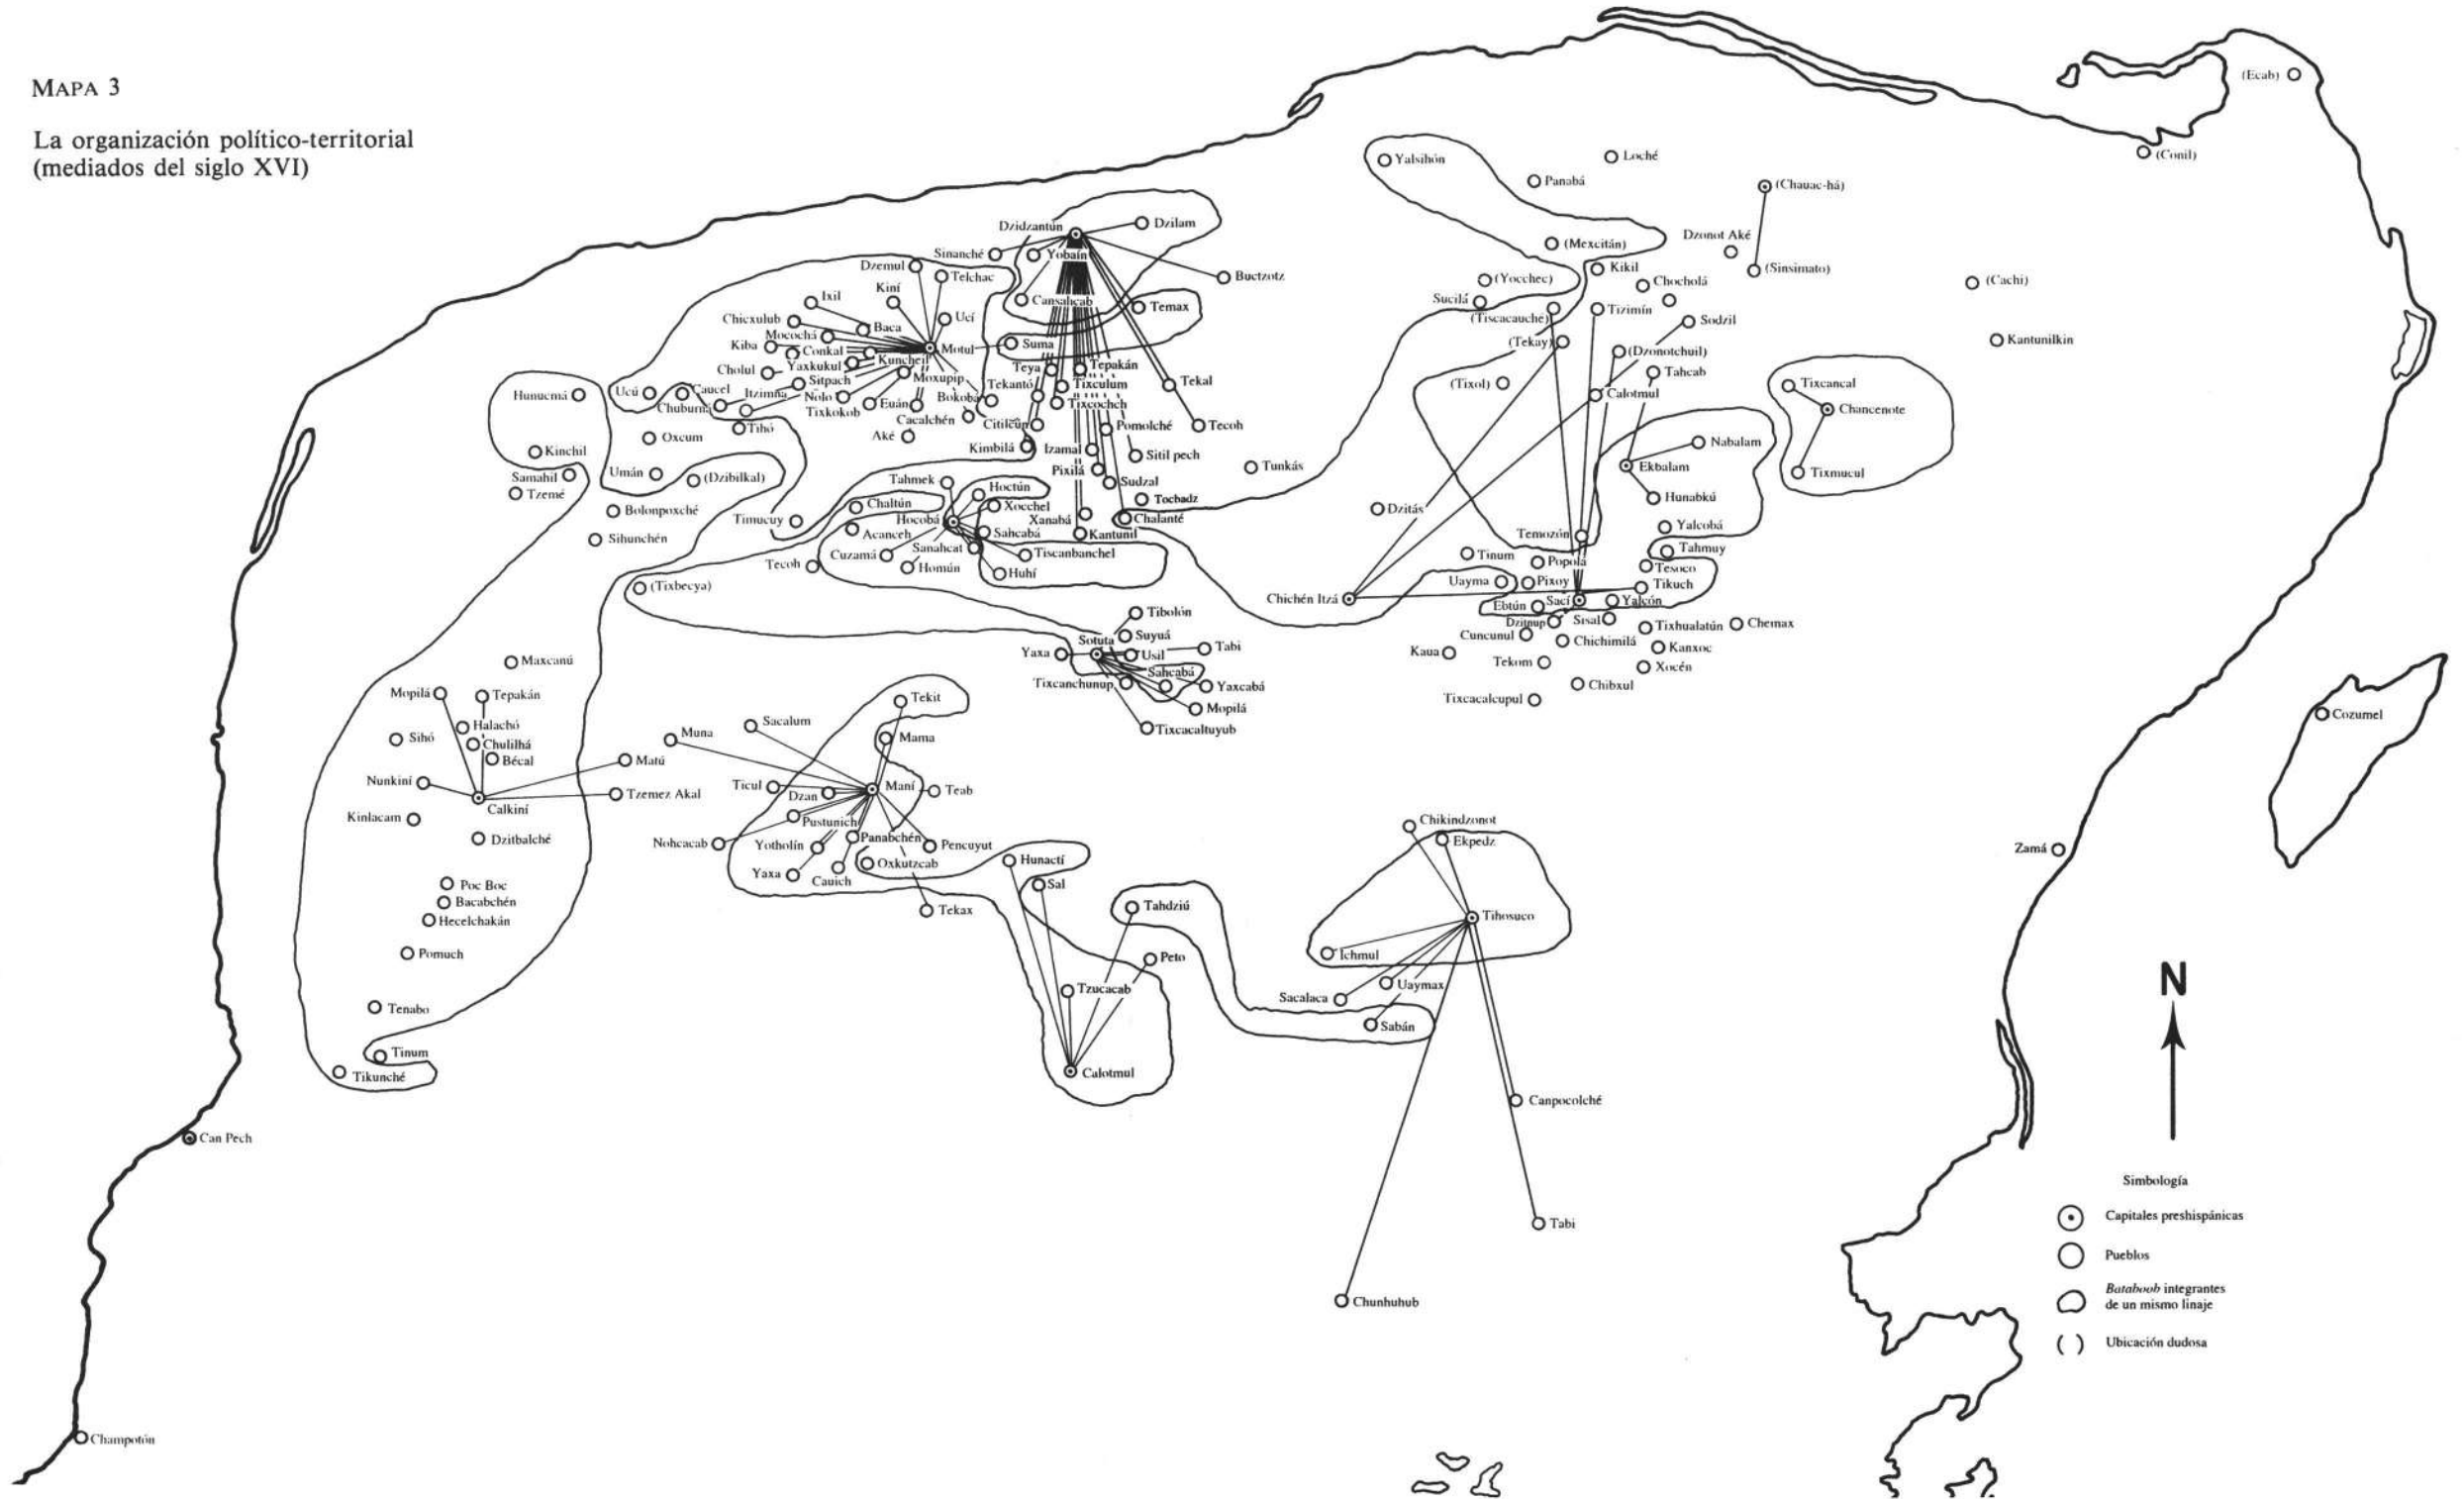 MAPA 3
La organización político-territorial
(mediados del siglo XVI)
(Ecab)
(Conil)
Yalsihón
Loché
Panabá
(Chauac-há)
Dzidzantún
Dzilam
Sinanché
Yobaín
Dzonot Aké
(Mexcitán)
Dzemul
Telchac
Buctzotz
(Yocchec)
Kikil
(Sinsimato)
Chocholá
(Cachi)
Ixil
Kiní
Cansahcab
Temax
Sucilá
(Tiscacauché)
Tizimín
Sodzil
Chicxulub
Baca
Ucí
Mocochá
Kiba
Conkal
Motul
Suma
(Tekay)
(Dzonotchuil)
Kantunilkin
Yaxkukul
Kuncheil
Teya
Tepakán
Cholul
Sitpach
Moxupip
Tekantó
Tixculum
Tekal
(Tixol)
Tahcab
Tixcancal
Hunucmá
Ucú
Caucel
Itzimná
Nolo
Bokobá
Calotmul
Chuburná
Tixkokob
Euán
Tixcochch
Chancenote
Cacalchén
Citilcún
Pomolché
Tecoh
Oxcum
Tihó
Aké
Kinchil
Kimbilá
Izamal
Sitil pech
Nabalam
Samahil
Umán
(Dzibilkal)
Pixilá
Tunkás
Ekbalam
Tixmucul
Tzemé
Tahmek
Hoctún
Sudzal
Hunabkú
Bolonpoxché
Chaltún
Xocchel
Tocbadz
Dzitás
Timucuy
Hocobá
Xanabá
Chalanté
Sihunchén
Acanceh
Sahcabá
Kantunil
Temozón
Yalcobá
Cuzamá
Sanahcat
Tiscanbanchel
Tinum
Popolá
Tahmuy
Tecoh
Homún
Huhí
Tesoco
(Tixbecya)
Uayma
Pixoy
Tikuch
Chichén Itzá
Ebtún
Sací
Yalcón
Tibolón
Dzitnup
Sisal
Tixhualatún
Chemax
Sotuta
Suyuá
Cuncunul
Chichimilá
Yaxa
Usil
Tabi
Kaua
Kanxoc
Maxcanú
Tekom
Xocén
Sahcabá
Tixcanchunup
Yaxcabá
Chibxul
Mopilá
Tepakán
Tekit
Mopilá
Tixcacalcupul
Cozumel
Halachó
Sacalum
Tixcacaltuyub
Sihó
Chulilhá
Muna
Mama
Bécal
Matú
Nunkiní
Ticul
Dzan
Maní
Teab
Tzemez Akal
Calkiní
Kinlacam
Pustunich
Chikindzonot
Dzitbalché
Nohcacab
Yotholín
Panabchén
Pencuyut
Ekpedz
Zamá
Oxkutzcab
Hunactí
Yaxa
Cauich
Poc Boc
Sal
Bacabchén
Tekax
Tahdziú
Tihosuco
Hecelchakán
Pomuch
Peto
Ichmul
Tzucacab
Uaymax
Sacalaca
Tenabo
Sabán
Tinum
Tikunché
Calotmul
Canpocolché
Can Pech
Tabi
Chunhuhub
Champotón
N
Simbología
Capitales preshispánicas
Pueblos
Bataboob integrantes
de un mismo linaje
( ) Ubicación dudosa